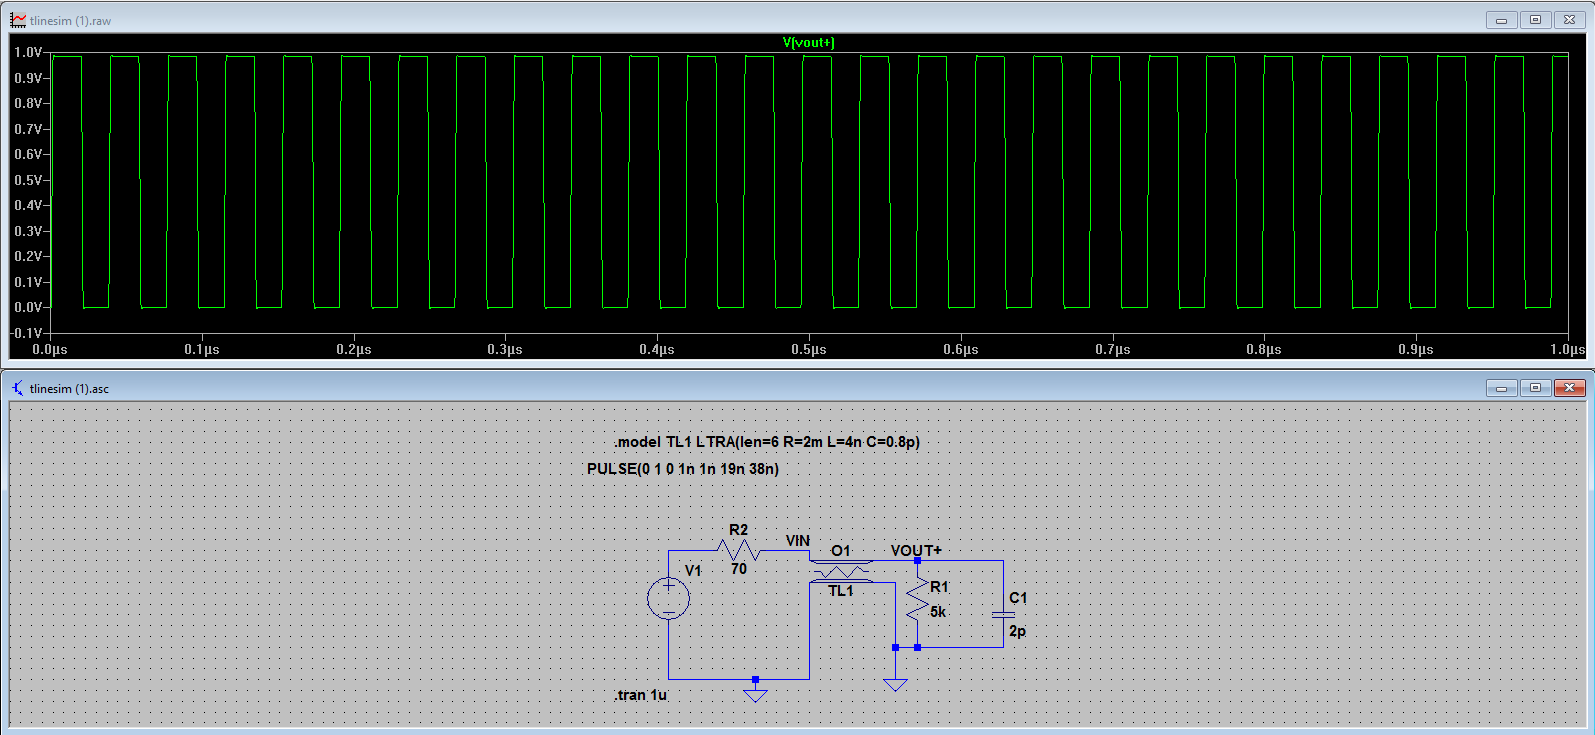 tlinesim (1).raw
V(vout+)
1.0V
0.9V
0.8V
0.7V
0.6V
0.5V
0.4V
0.3V
0.2V
0.1V
0.0V
-0.1V
0.0µs 0.1µs 0.2µs 0.3µs 0.4µs 0.5µs 0.6µs 0.7µs 0.8µs 0.9µs 1.0µs
tlinesim (1).asc
.model TL1 LTRA(len=6 R=2m L=4n C=0.8p)
PULSE(0 1 0 1n 1n 19n 38n)
R2
VIN
O1
VOUT+
V1
70
TL1
R1
5k
C1
2p
.tran 1u